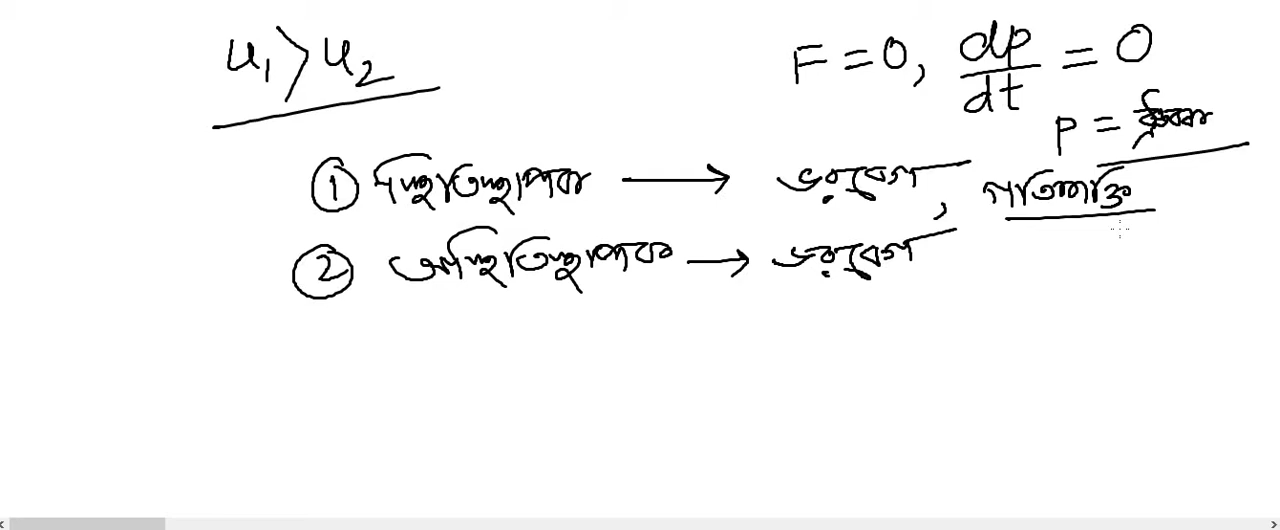 u₁ > u₂
F = 0, dp/dt = 0
p = ধ্রুবক
① স্থিতিস্থাপক → ভরবেগ, গতিশক্তি
② অস্থিতিস্থাপক → ভরবেগ